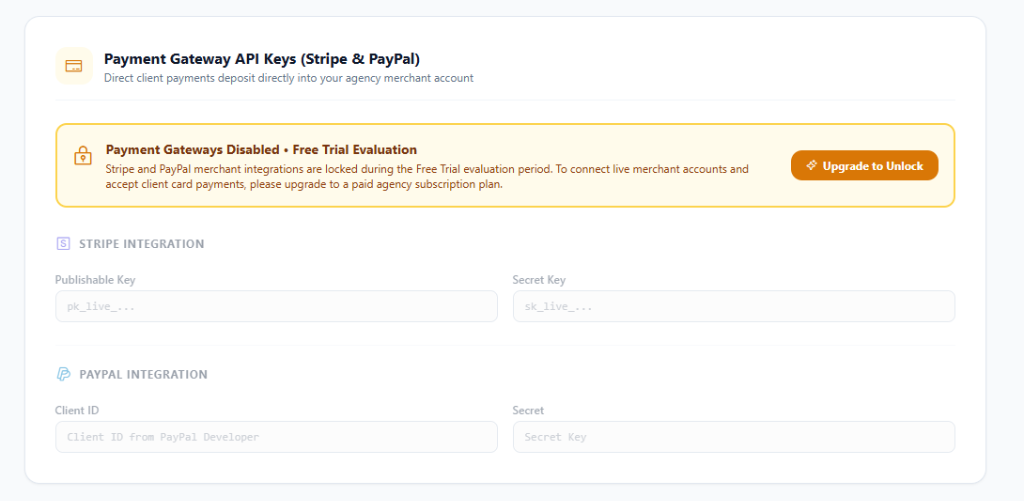 Payment Gateway API Keys (Stripe & PayPal)
Direct client payments deposit directly into your agency merchant account
Payment Gateways Disabled • Free Trial Evaluation
Stripe and PayPal merchant integrations are locked during the Free Trial evaluation period. To connect live merchant accounts and
accept client card payments, please upgrade to a paid agency subscription plan.
Upgrade to Unlock
S STRIPE INTEGRATION
Publishable Key
Secret Key
pk_live_...
sk_live_...
PAYPAL INTEGRATION
Client ID
Secret
Client ID from PayPal Developer
Secret Key